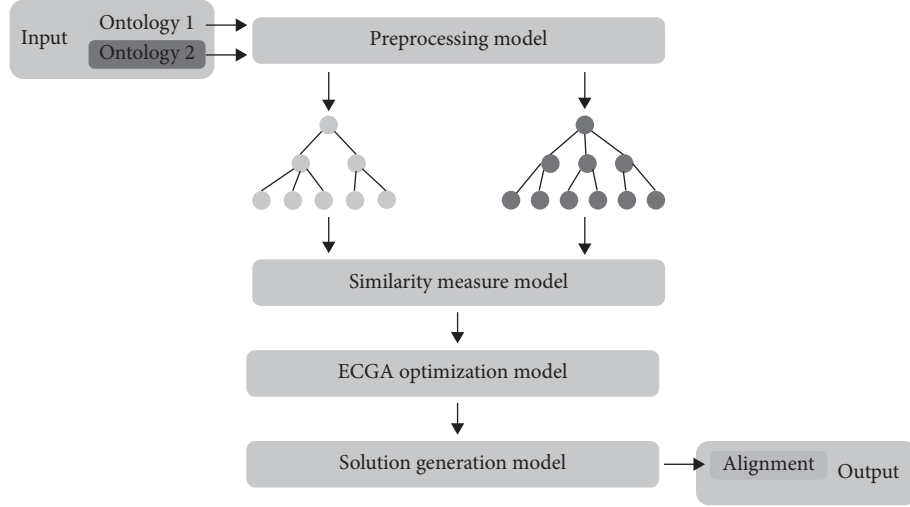 Input
Ontology 1
Ontology 2
Preprocessing model
Similarity measure model
ECGA optimization model
Solution generation model
Alignment
Output